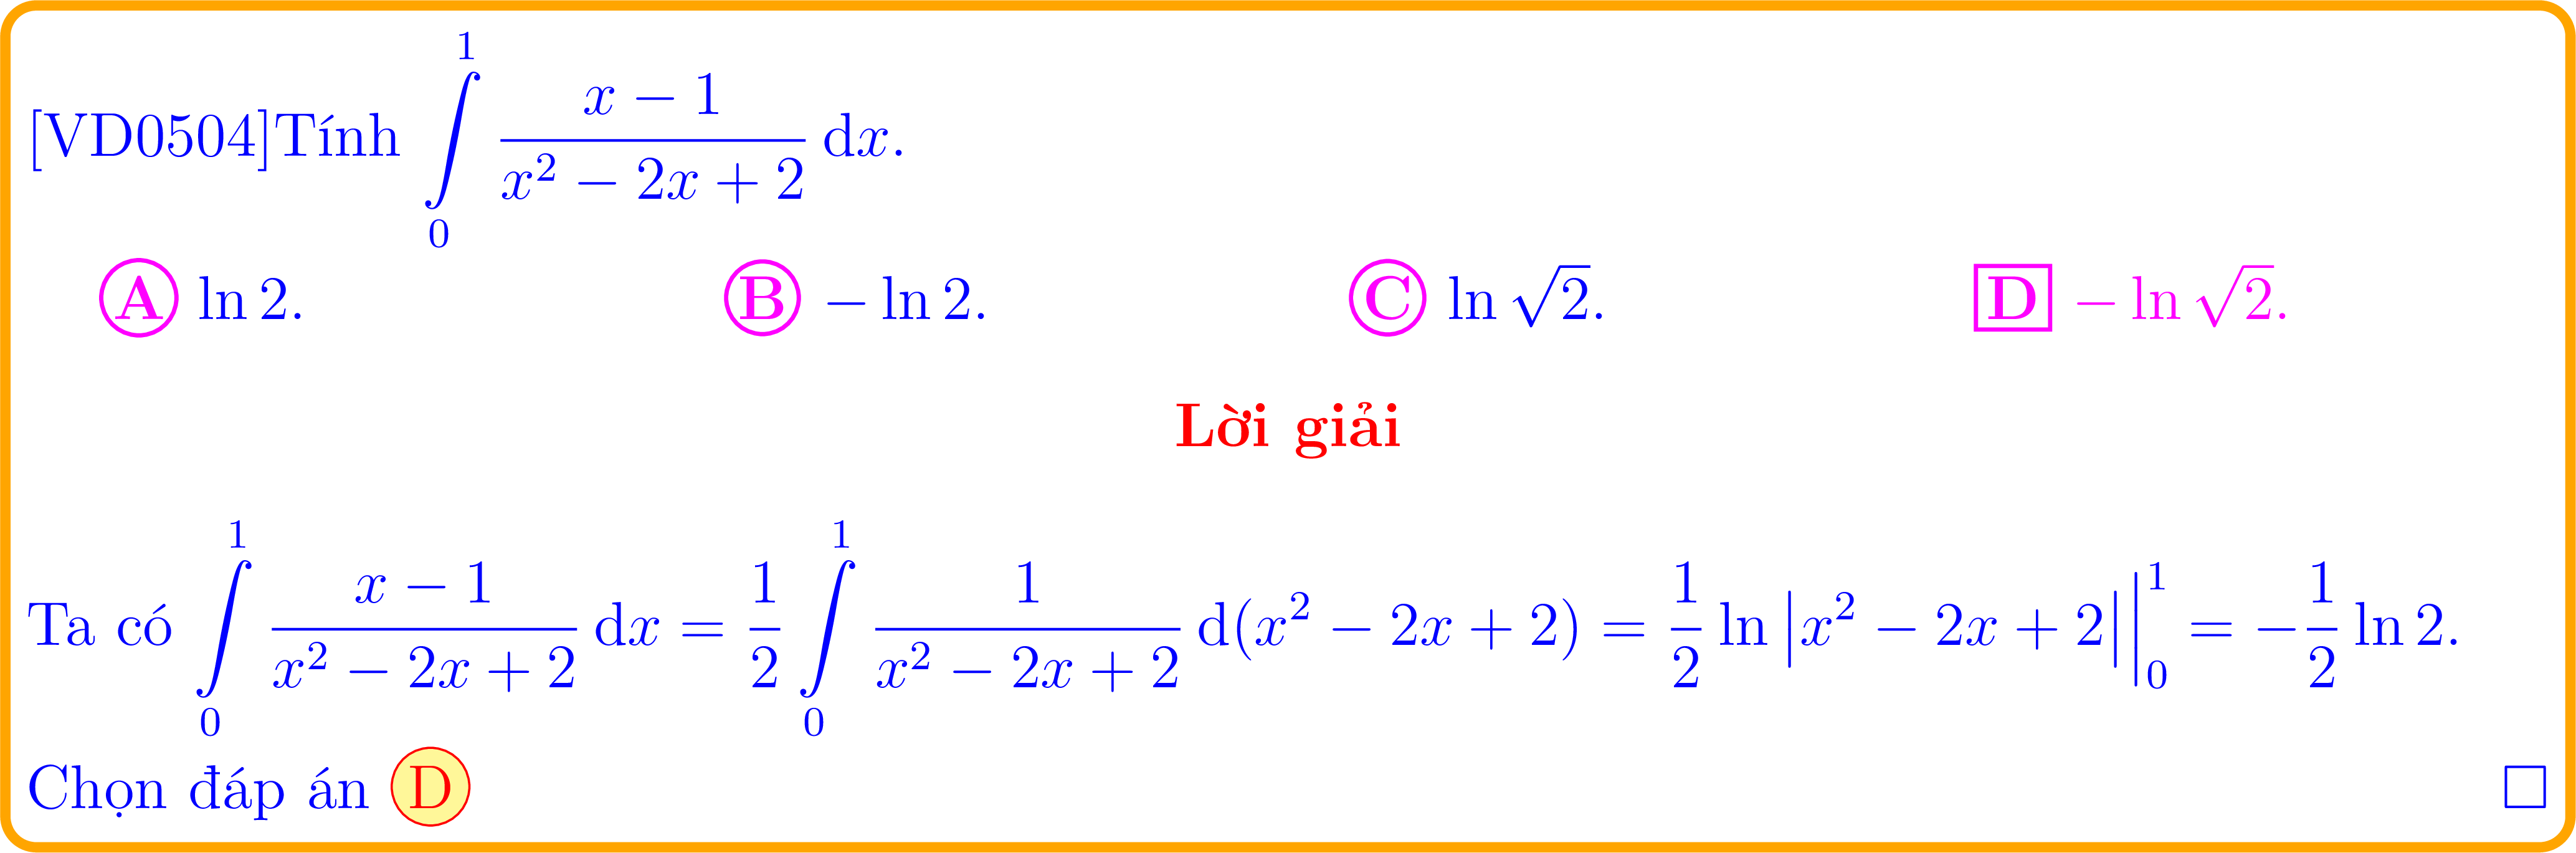 [VD0504]Tính $\int\limits_0^1 \frac{x-1}{x^2-2x+2}\,\mathrm{d}x$.
(A) $\ln 2$. (B) $-\ln 2$. (C) $\ln\sqrt{2}$. [D] $-\ln\sqrt{2}$.
Lời giải
Ta có $\int\limits_0^1 \frac{x-1}{x^2-2x+2}\,\mathrm{d}x = \frac{1}{2}\int\limits_0^1 \frac{1}{x^2-2x+2}\,\mathrm{d}(x^2-2x+2) = \frac{1}{2}\ln\left|x^2-2x+2\right|\Big|_0^1 = -\frac{1}{2}\ln 2$.
Chọn đáp án (D) □